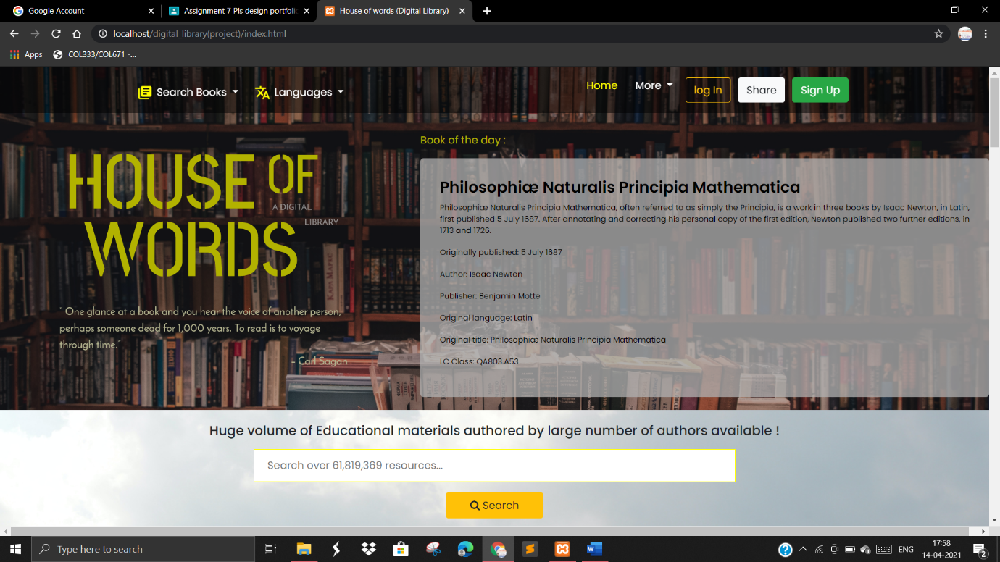 Google Account
Assignment 7 Pls design portfolio
House of words (Digital Library)
localhost/digital_library(project)/index.html
Apps
COL333/COL671 -...
Search Books
Languages
Home
More
log In
Share
Sign Up
HOUSE OF
A DIGITAL
LIBRARY
WORDS
" One glance at a book and you hear the voice of another person,
perhaps someone dead for 1,000 years. To read is to voyage
through time."
- Carl Sagan
Book of the day :
Philosophiæ Naturalis Principia Mathematica
Philosophiæ Naturalis Principia Mathematica, often referred to as simply the Principia, is a work in three books by Isaac Newton, in Latin,
first published 5 July 1687. After annotating and correcting his personal copy of the first edition, Newton published two further editions, in
1713 and 1726.
Originally published: 5 July 1687
Author: Isaac Newton
Publisher: Benjamin Motte
Original language: Latin
Original title: Philosophiæ Naturalis Principia Mathematica
LC Class: QA803.A53
КАРЛ МАРКС
Huge volume of Educational materials authored by large number of authors available !
Search over 61,819,369 resources...
Search
Type here to search
ENG
17:58
14-04-2021
2